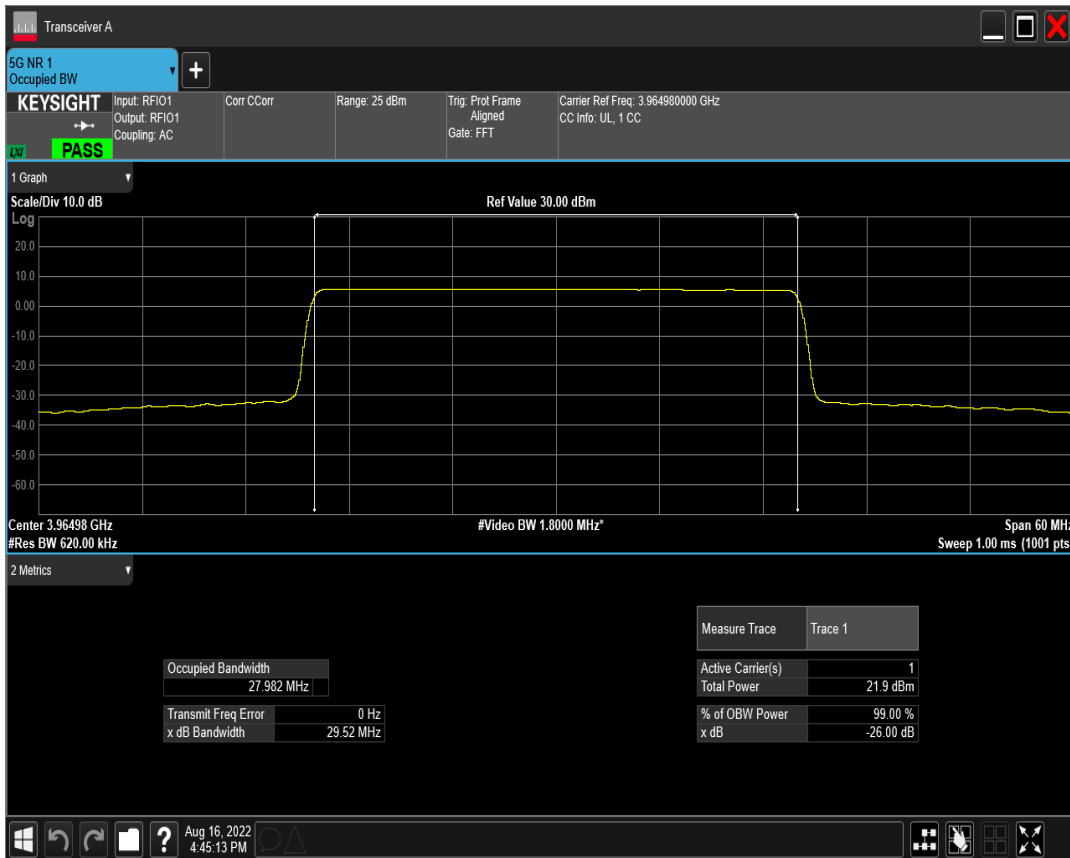 Transceiver A
5G NR 1
Occupied BW
+
KEYSIGHT
LXI
PASS
Input: RFIO1
Output: RFIO1
Coupling: AC
Corr CCorr
Range: 25 dBm
Trig: Prot Frame
Aligned
Gate: FFT
Carrier Ref Freq: 3.964980000 GHz
CC Info: UL, 1 CC
1 Graph
Scale/Div 10.0 dB
Ref Value 30.00 dBm
Log
20.0
10.0
0.00
-10.0
-20.0
-30.0
-40.0
-50.0
-60.0
Center 3.96498 GHz
#Video BW 1.8000 MHz*
Span 60 MHz
#Res BW 620.00 kHz
Sweep 1.00 ms (1001 pts
2 Metrics
Measure Trace Trace 1
Occupied Bandwidth
27.982 MHz
Active Carrier(s) 1
Total Power 21.9 dBm
Transmit Freq Error 0 Hz
x dB Bandwidth 29.52 MHz
% of OBW Power 99.00 %
x dB -26.00 dB
?
Aug 16, 2022
4:45:13 PM